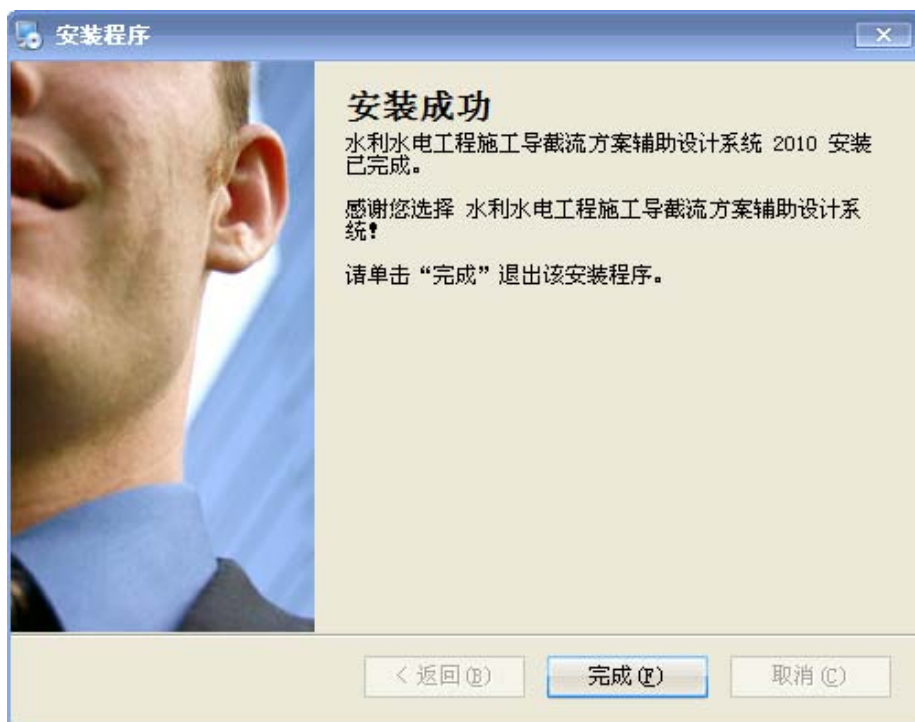 安装程序
安装成功
水利水电工程施工导截流方案辅助设计系统 2010 安装
已完成。
感谢您选择 水利水电工程施工导截流方案辅助设计系
统！
请单击“完成”退出该安装程序。
< 返回(B)
完成(F)
取消(C)